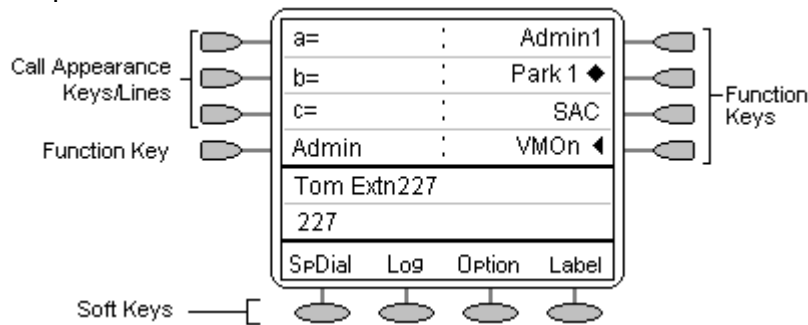 a= Admin1
Call Appearance Keys/Lines
b= Park 1 ◆
Function Keys
c= SAC
Function Key
Admin VMOn ◀
Tom Extn227
227
SpDial Log Option Label
Soft Keys